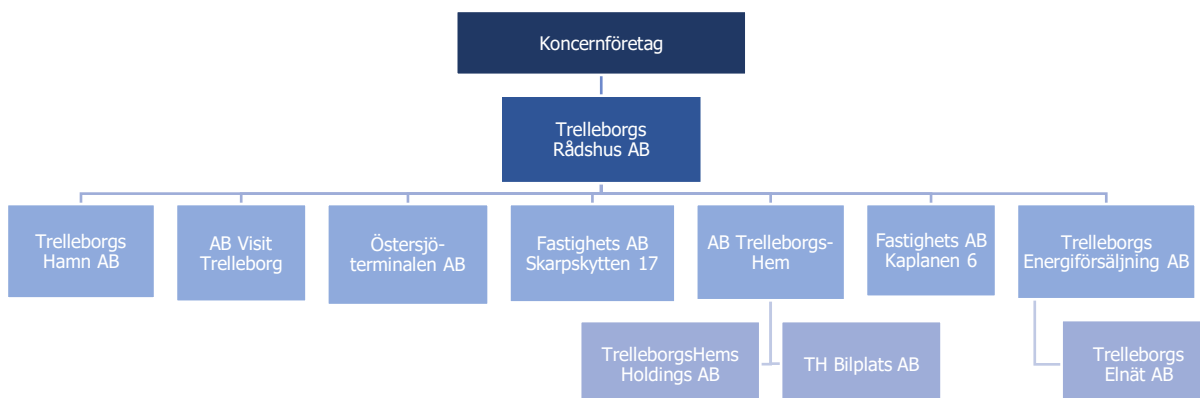 Koncernföretag
Trelleborgs
Rådshus AB
Trelleborgs
Hamn AB
AB Visit
Trelleborg
Östersjö-
terminalen AB
Fastighets AB
Skarpskytten 17
AB Trelleborgs-
Hem
Fastighets AB
Kaplanen 6
Trelleborgs
Energiförsäljning AB
TrelleborgsHems
Holdings AB
TH Bilplats AB
Trelleborgs
Elnät AB